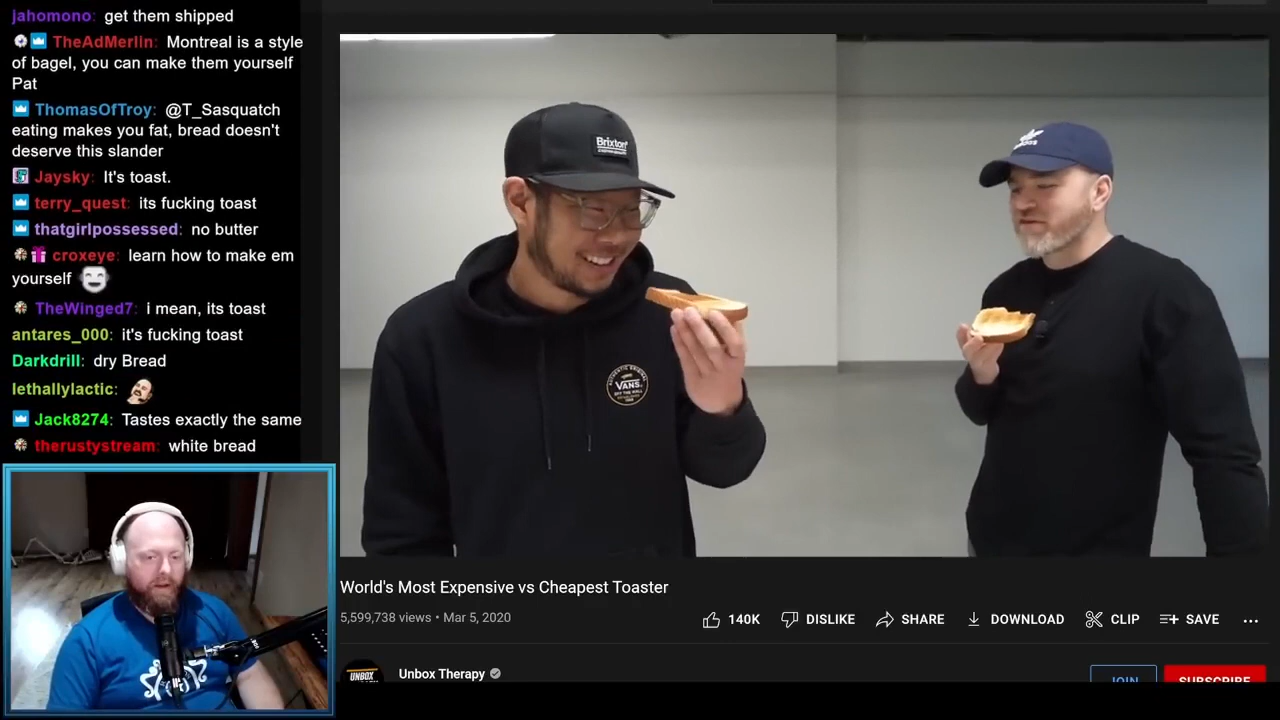 jahomono: get them shipped
TheAdMerlin: Montreal is a style
of bagel, you can make them yourself
Pat
ThomasOfTroy: @T_Sasquatch
eating makes you fat, bread doesn't
deserve this slander
Jaysky: It's toast.
terry_quest: its fucking toast
thatgirlpossessed: no butter
croxeye: learn how to make em
yourself
TheWinged7: i mean, its toast
antares_000: it's fucking toast
Darkdrill: dry Bread
lethallylactic:
Jack8274: Tastes exactly the same
therustystream: white bread
Brixton
VANS
adidas
World's Most Expensive vs Cheapest Toaster
5,599,738 views • Mar 5, 2020
140K
DISLIKE
SHARE
DOWNLOAD
CLIP
SAVE
UNBOX
Unbox Therapy
JOIN
SUBSCRIBE